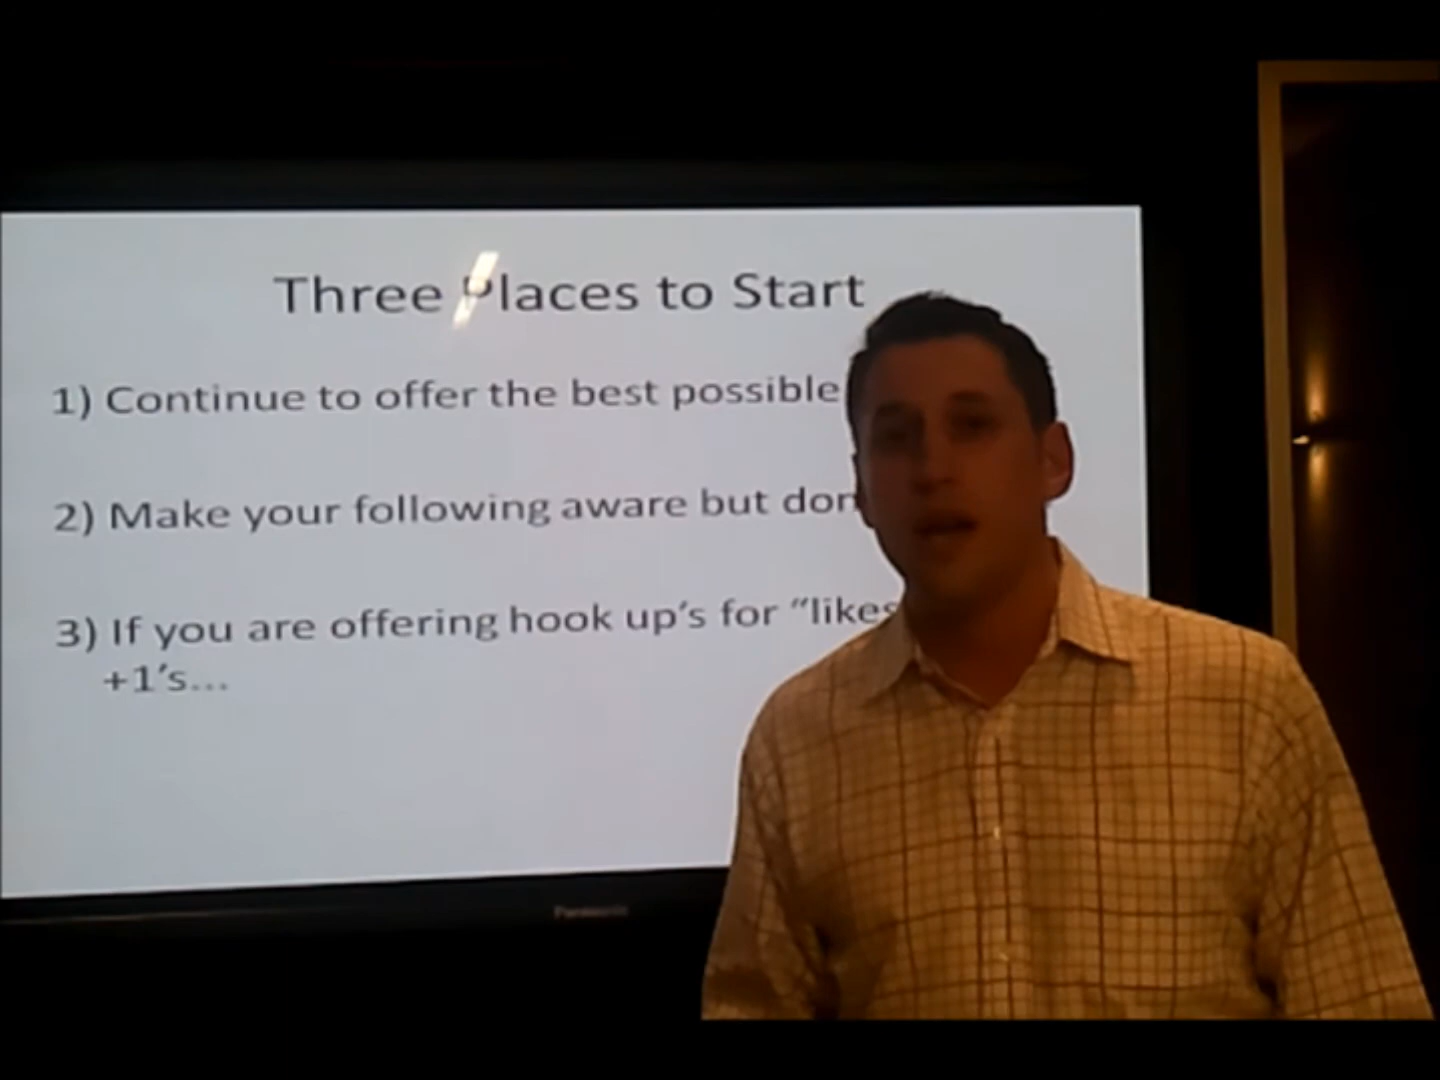 Three Places to Start
1) Continue to offer the best possible
2) Make your following aware but don
3) If you are offering hook up's for "likes
+1's...
Panasonic